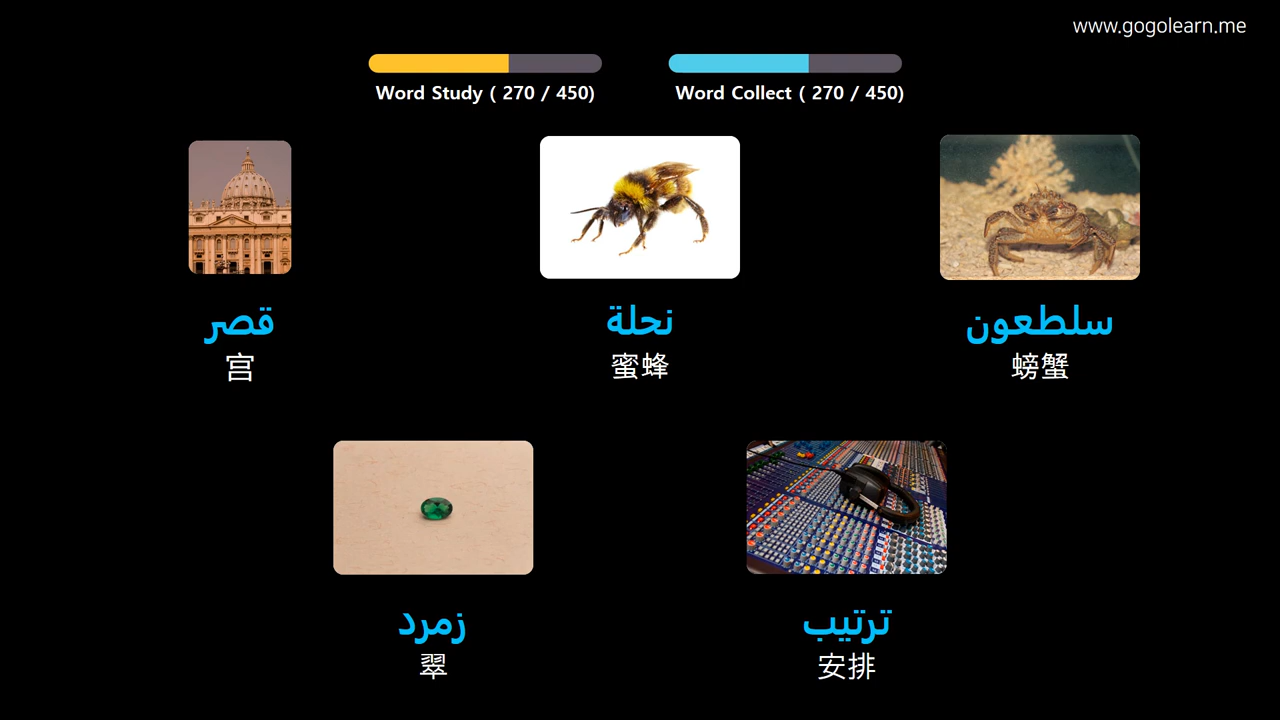 www.gogolearn.me
Word Study ( 270 / 450)
Word Collect ( 270 / 450)
قصر
宫
نحلة
蜜蜂
سلطعون
螃蟹
زمرد
翠
ترتيب
安排